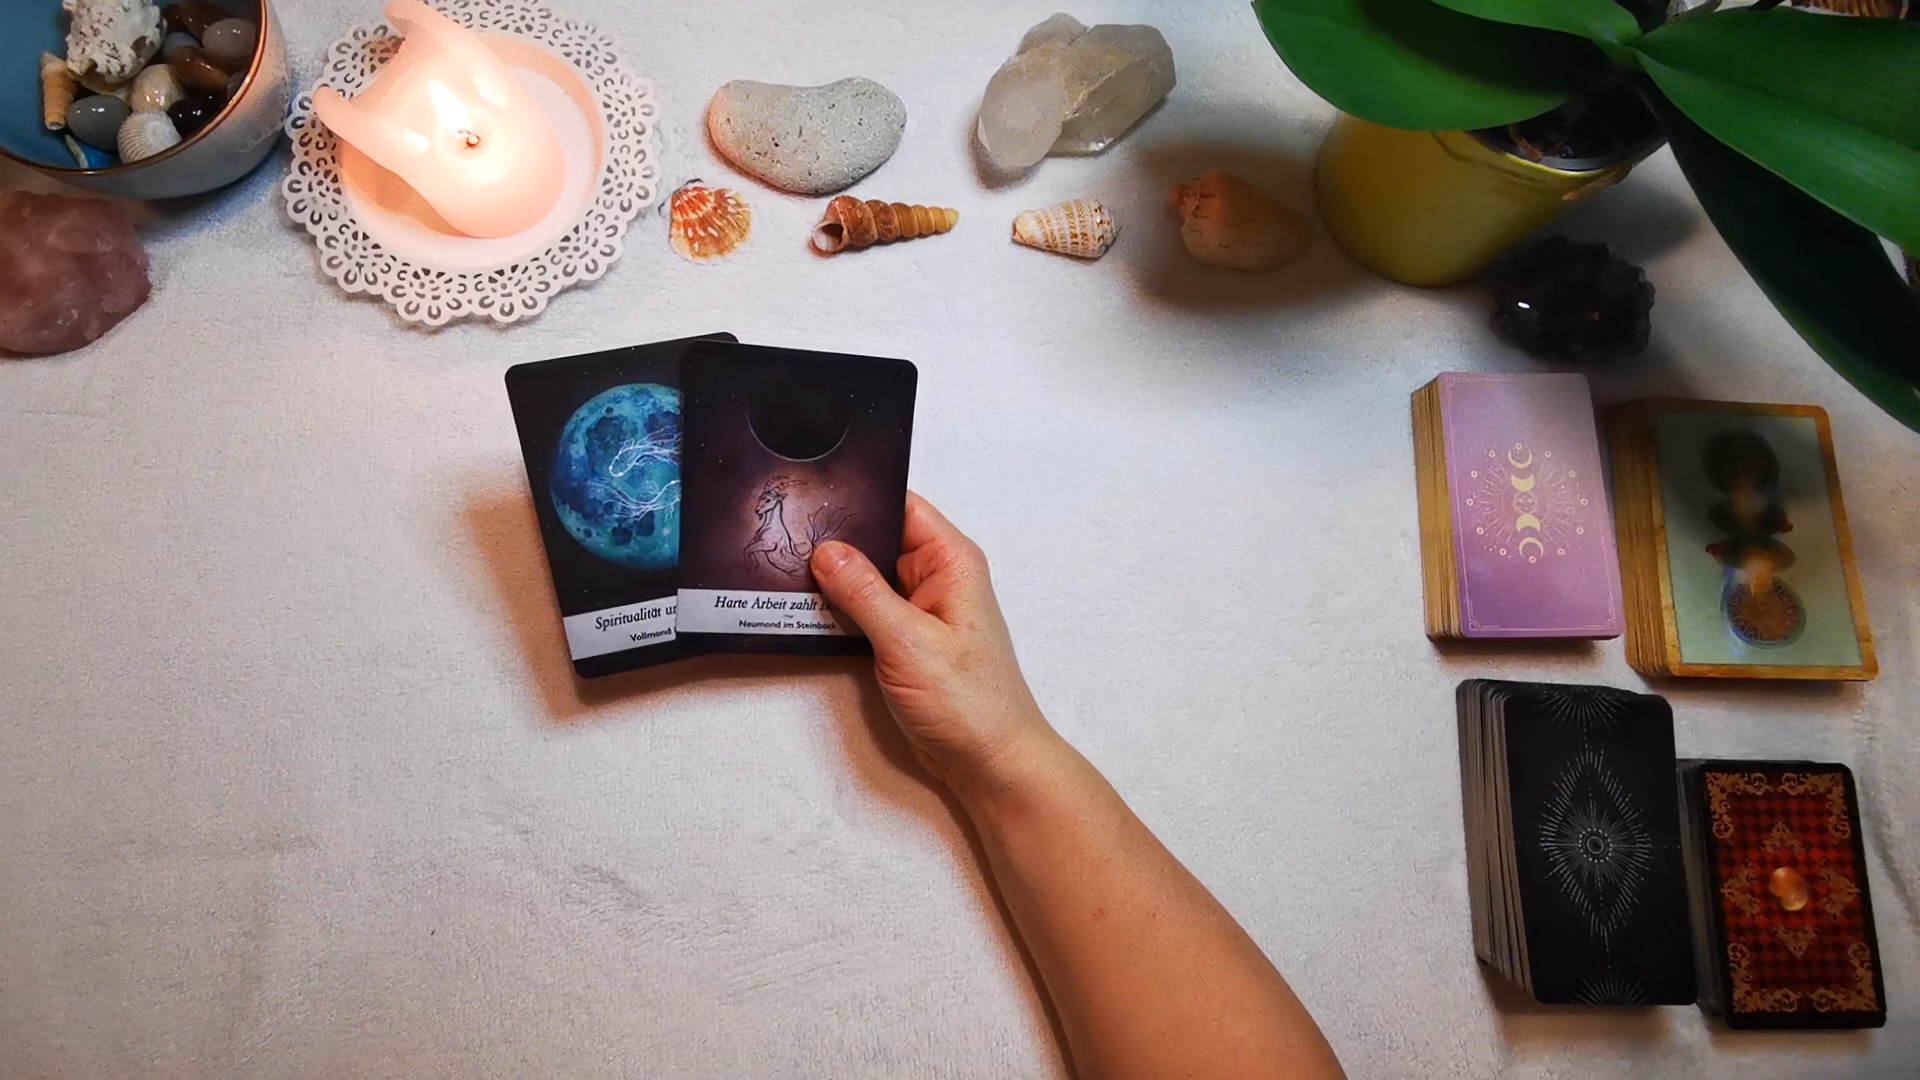 Spiritualität
Vollmond
Harte Arbeit zahlt
Neumond im Steinbock